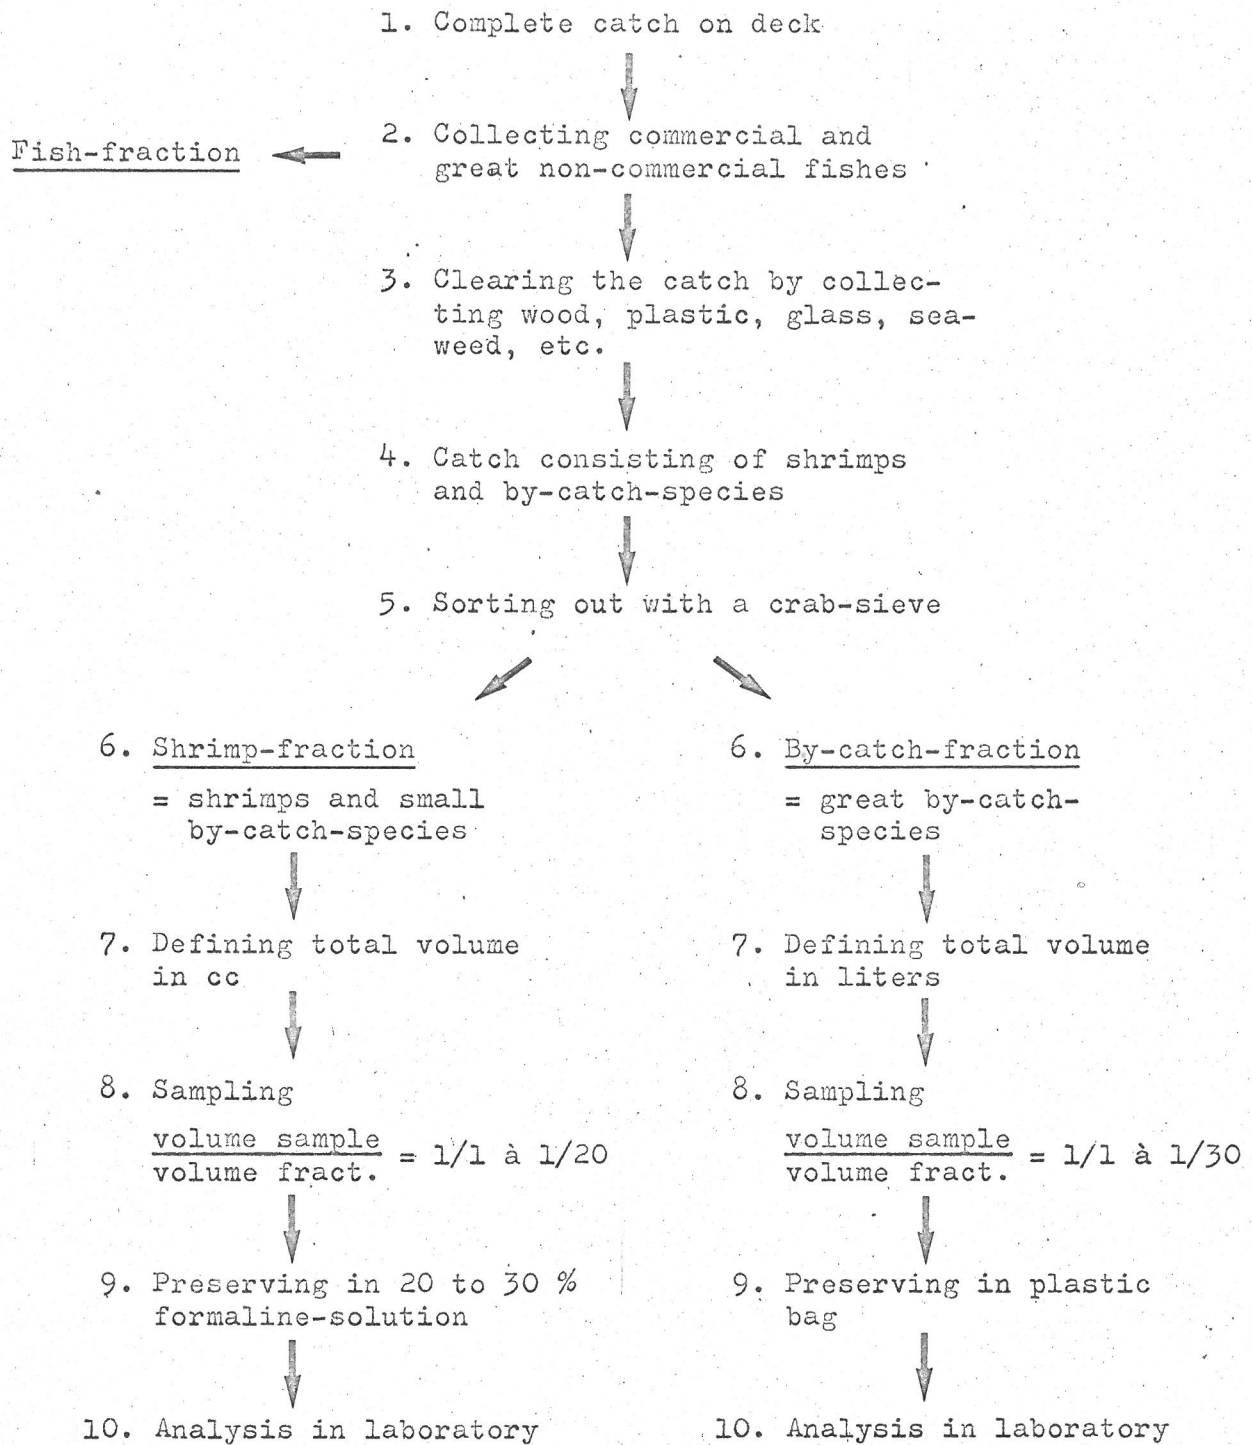 1. Complete catch on deck
Fish-fraction
2. Collecting commercial and
great non-commercial fishes
3. Clearing the catch by collec-
ting wood, plastic, glass, sea-
weed, etc.
4. Catch consisting of shrimps
and by-catch-species
5. Sorting out with a crab-sieve
6. Shrimp-fraction
= shrimps and small
by-catch-species
7. Defining total volume
in cc
8. Sampling
volume sample
volume fract. = 1/1 à 1/20
9. Preserving in 20 to 30 %
formaline-solution
10. Analysis in laboratory
6. By-catch-fraction
= great by-catch-
species
7. Defining total volume
in liters
8. Sampling
volume sample
volume fract. = 1/1 à 1/30
9. Preserving in plastic
bag
10. Analysis in laboratory